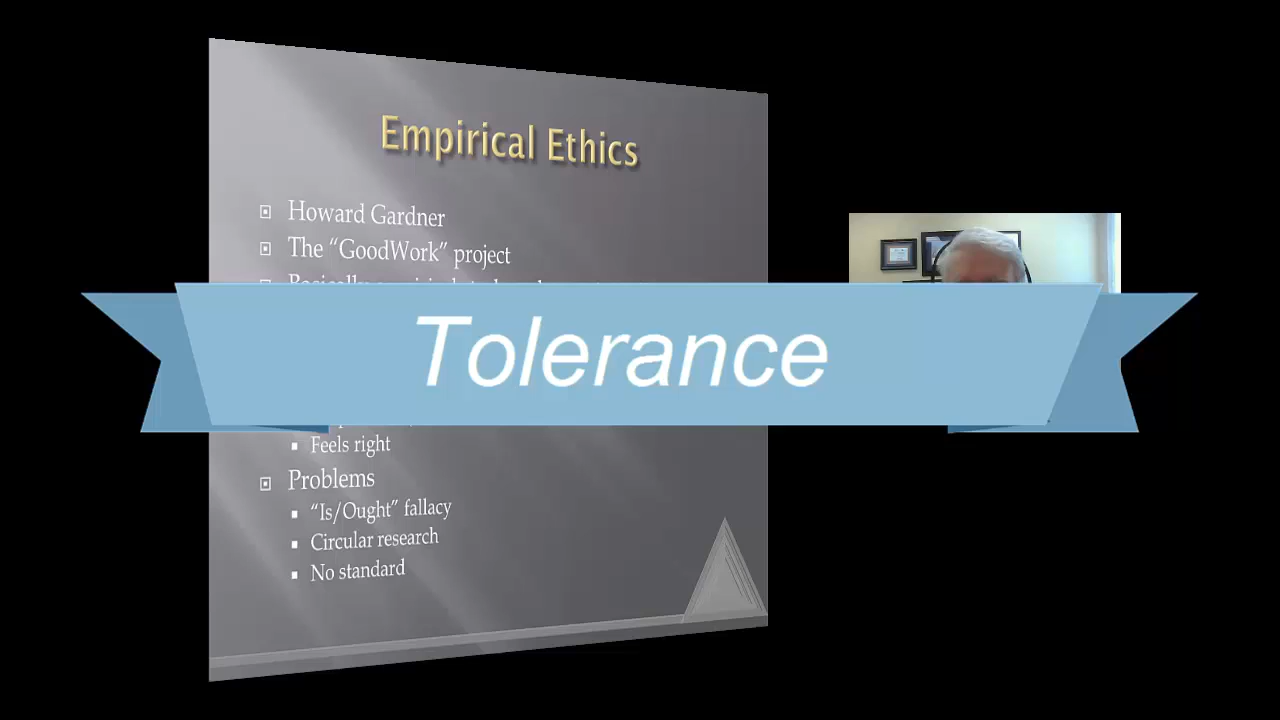 Empirical Ethics
Howard Gardner
The “GoodWork” project
Tolerance
Feels right
Problems
“Is/Ought” fallacy
Circular research
No standard